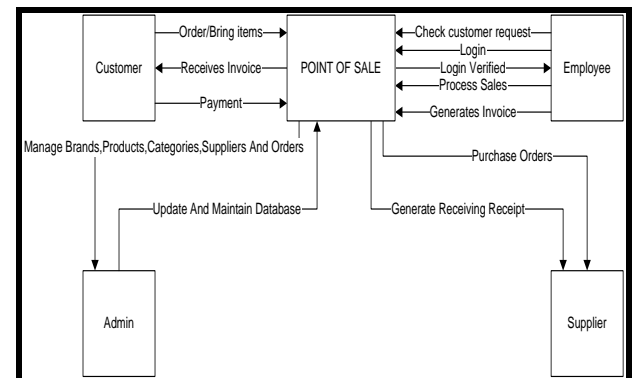 Order/Bring items
Check customer request
Login
Customer
Receives Invoice
POINT OF SALE
Login Verified
Employee
Process Sales
Payment
Generates Invoice
Manage Brands,Products,Categories,Suppliers And Orders
Purchase Orders
Update And Maintain Database
Generate Receiving Receipt
Admin
Supplier